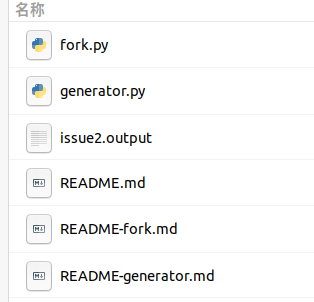 名称
fork.py
generator.py
issue2.output
README.md
README-fork.md
README-generator.md